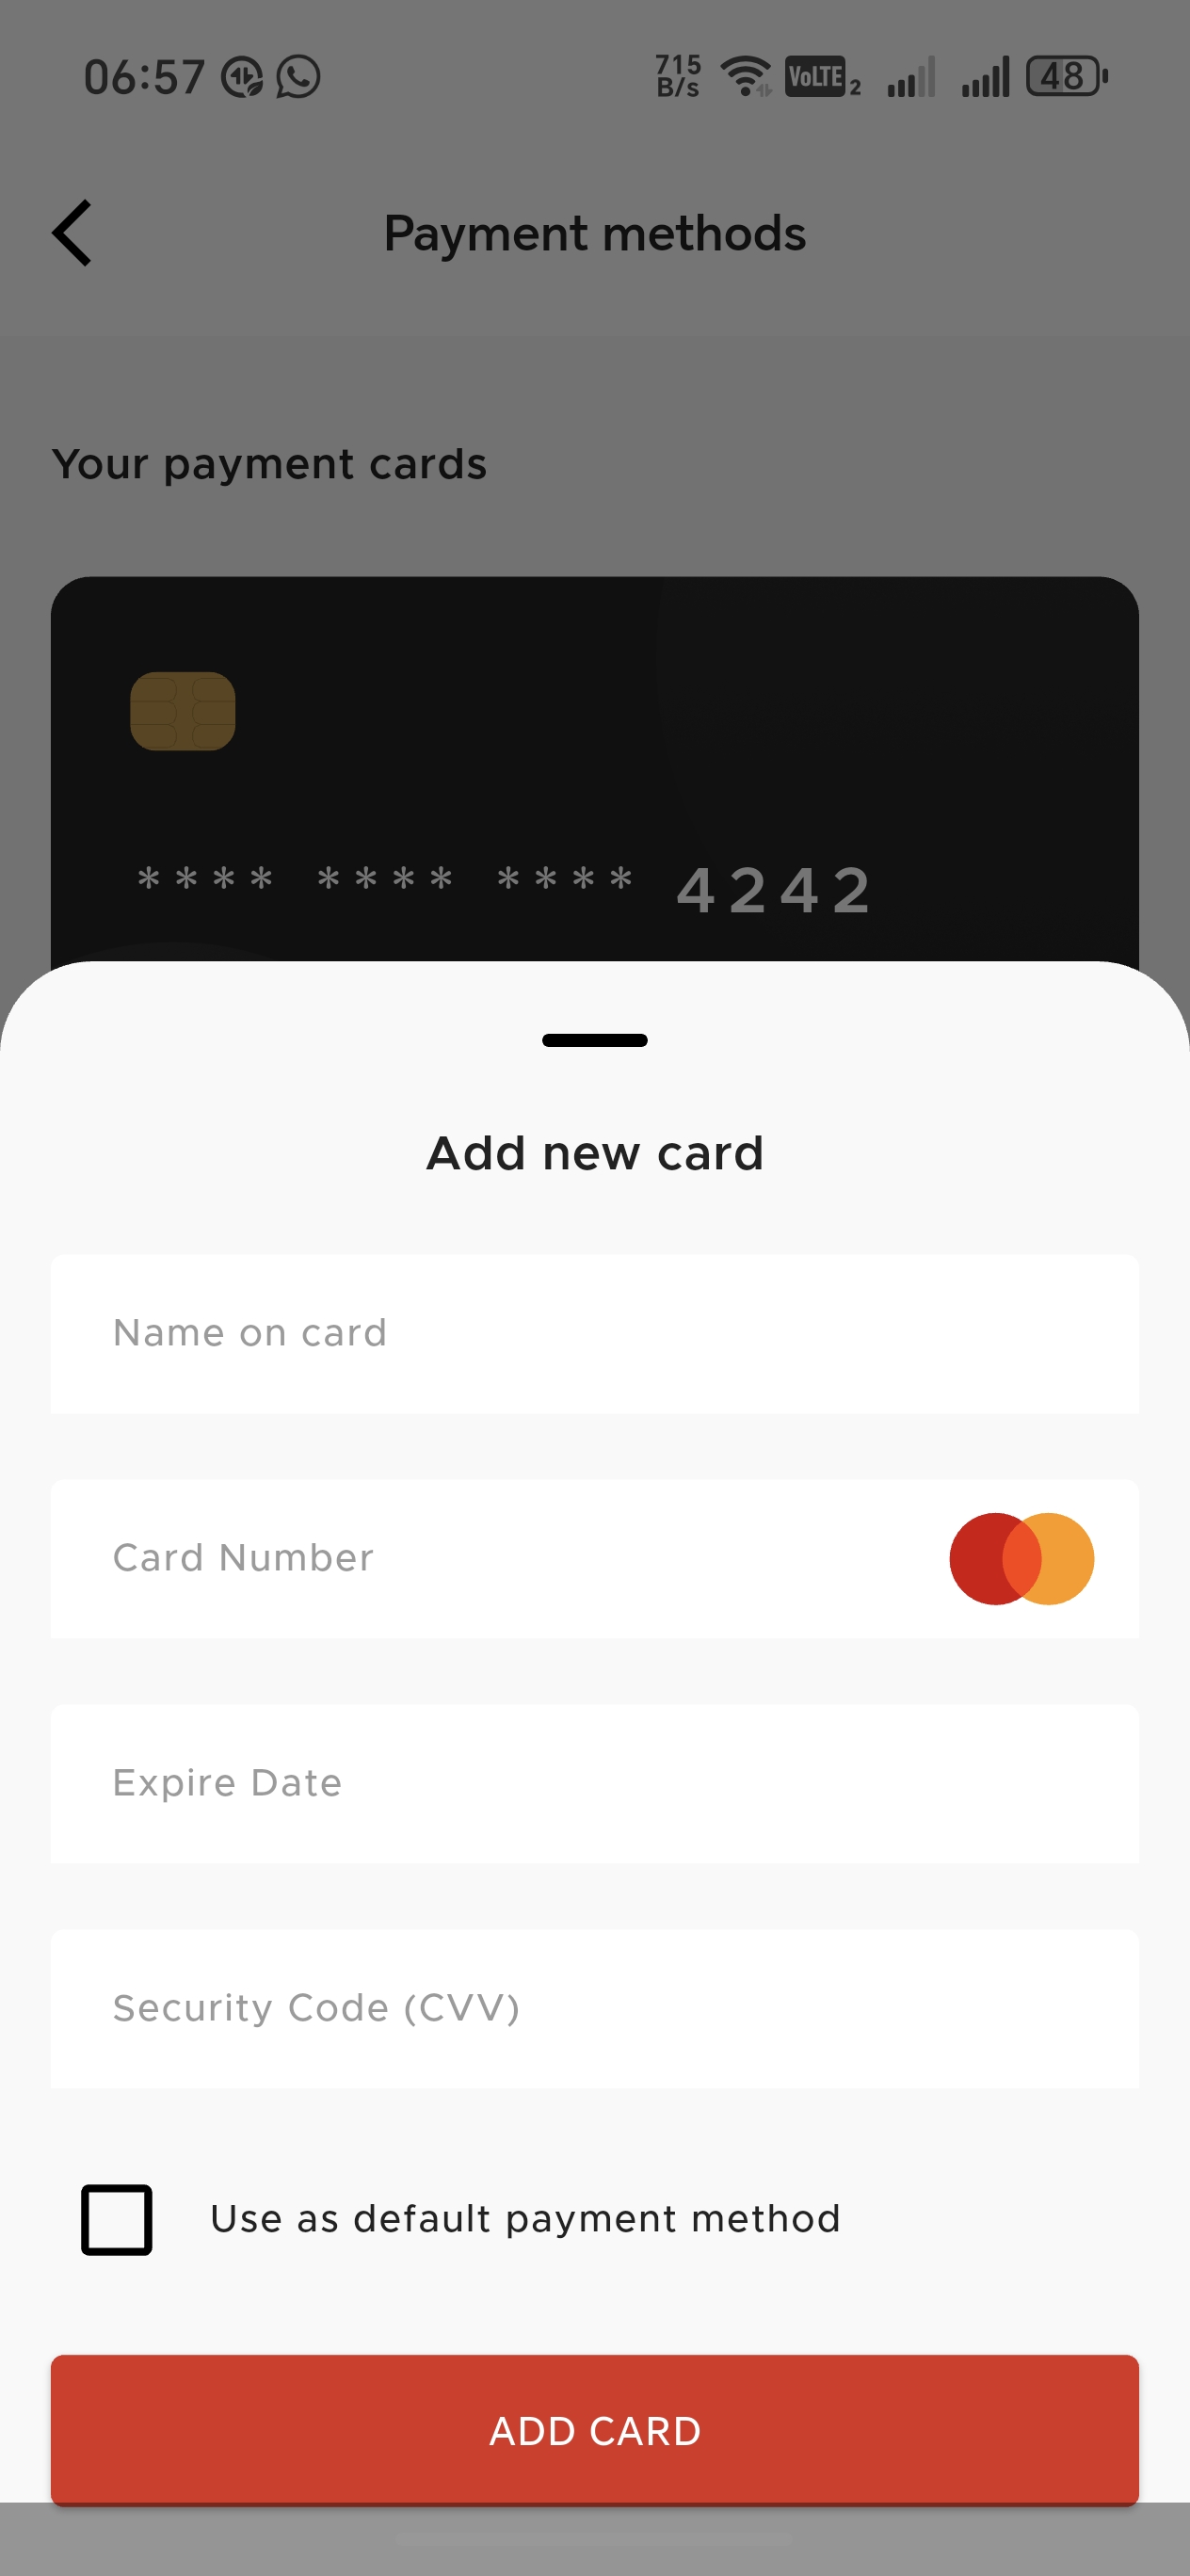 06:57
715
B/s
VoLTE 2
48
Payment methods
Your payment cards
**** **** **** 4242
Add new card
Name on card
Card Number
Expire Date
Security Code (CVV)
Use as default payment method
ADD CARD